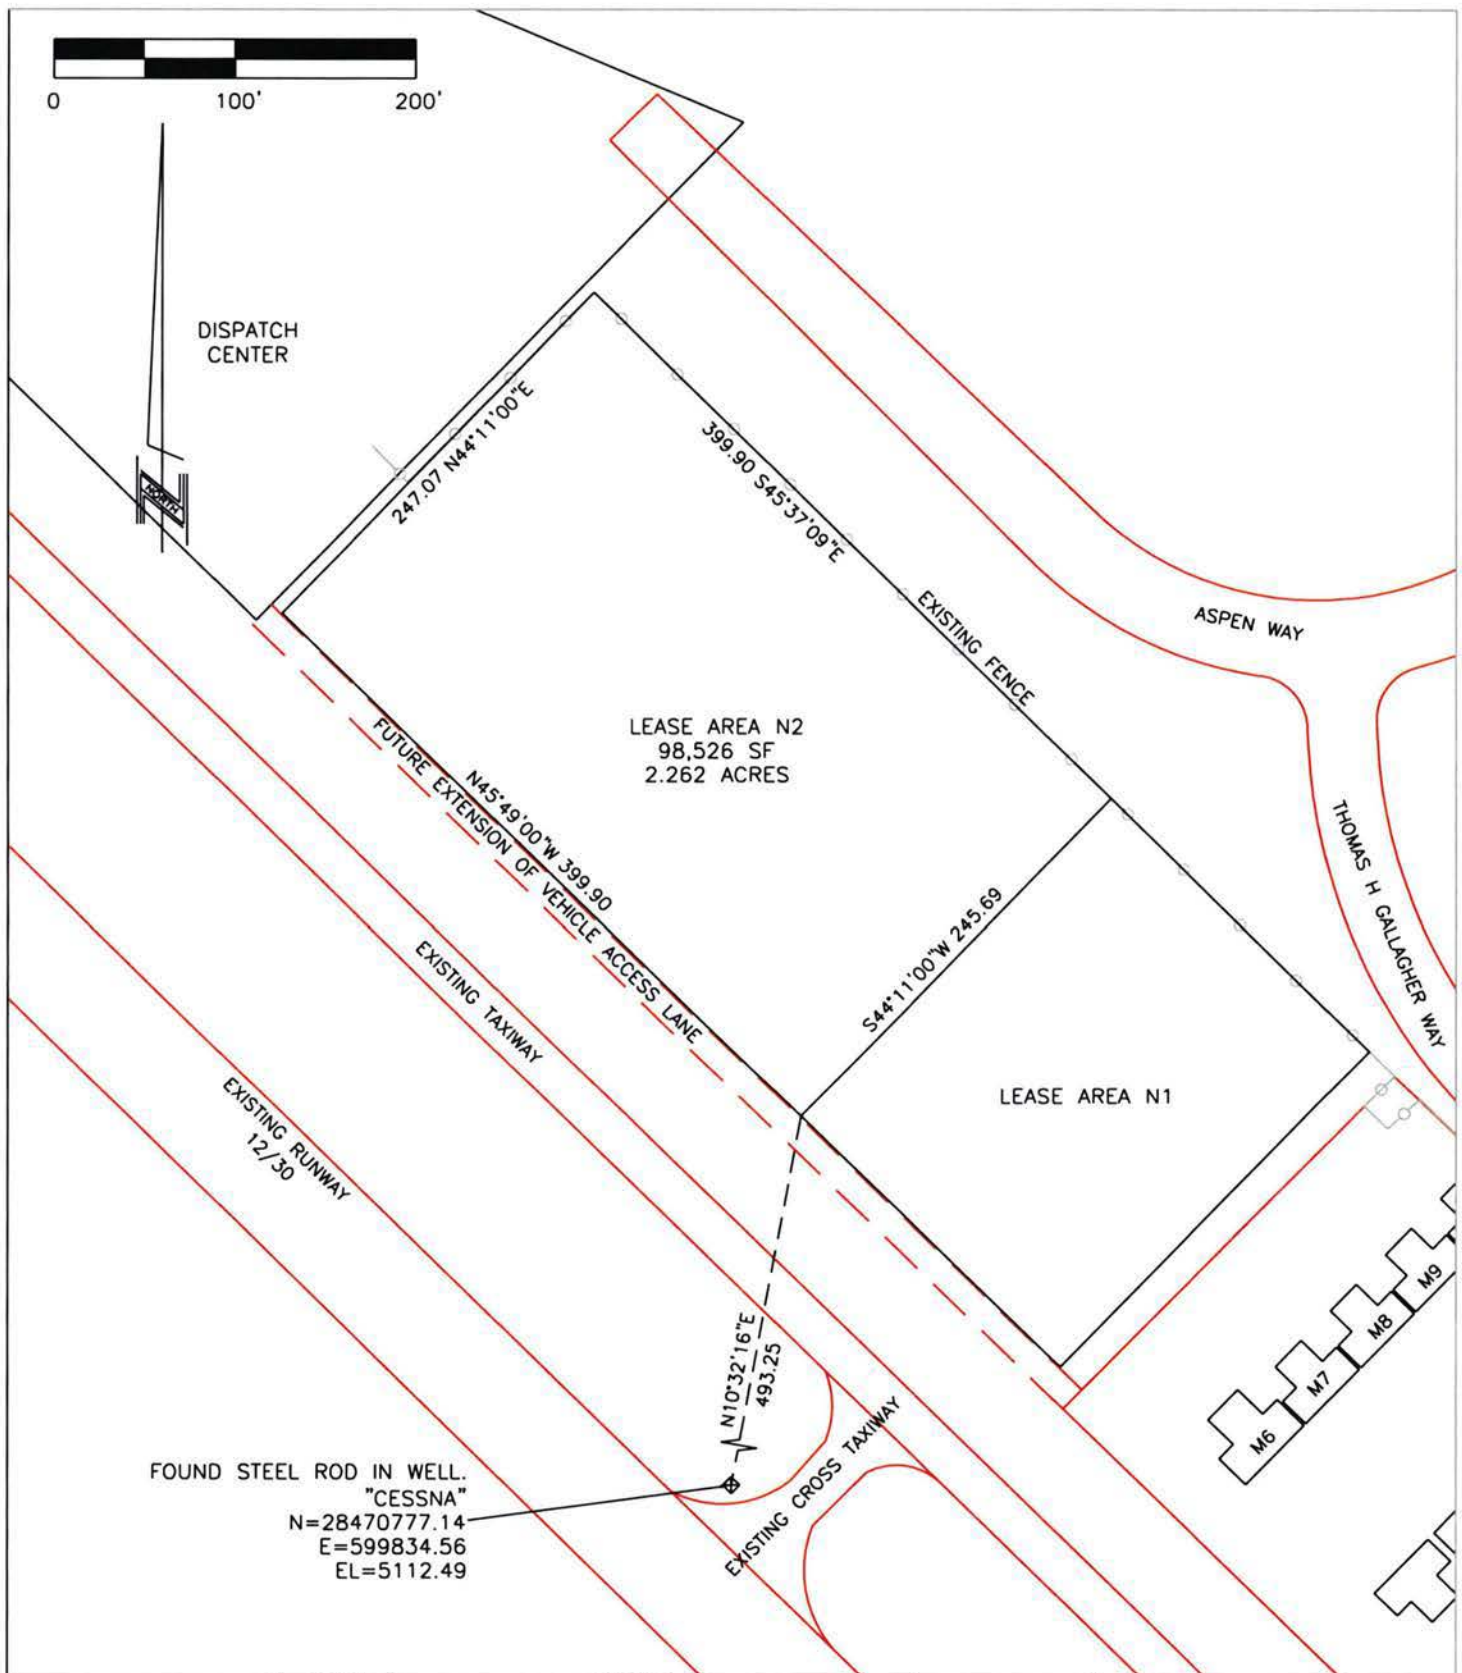 0 100' 200'
DISPATCH
CENTER
NORTH
247.07 N44°11'00"E
399.90 S45°37'09"E
EXISTING FENCE
ASPEN WAY
LEASE AREA N2
98,526 SF
2.262 ACRES
N45°49'00"W 399.90
FUTURE EXTENSION OF VEHICLE ACCESS LANE
THOMAS H GALLAGHER WAY
S44°11'00"W 245.69
EXISTING TAXIWAY
LEASE AREA N1
EXISTING RUNWAY
12/30
N10°32'16"E
493.25
EXISTING CROSS TAXIWAY
M9
M8
M7
M6
FOUND STEEL ROD IN WELL.
"CESSNA"
N=28470777.14
E=599834.56
EL=5112.49